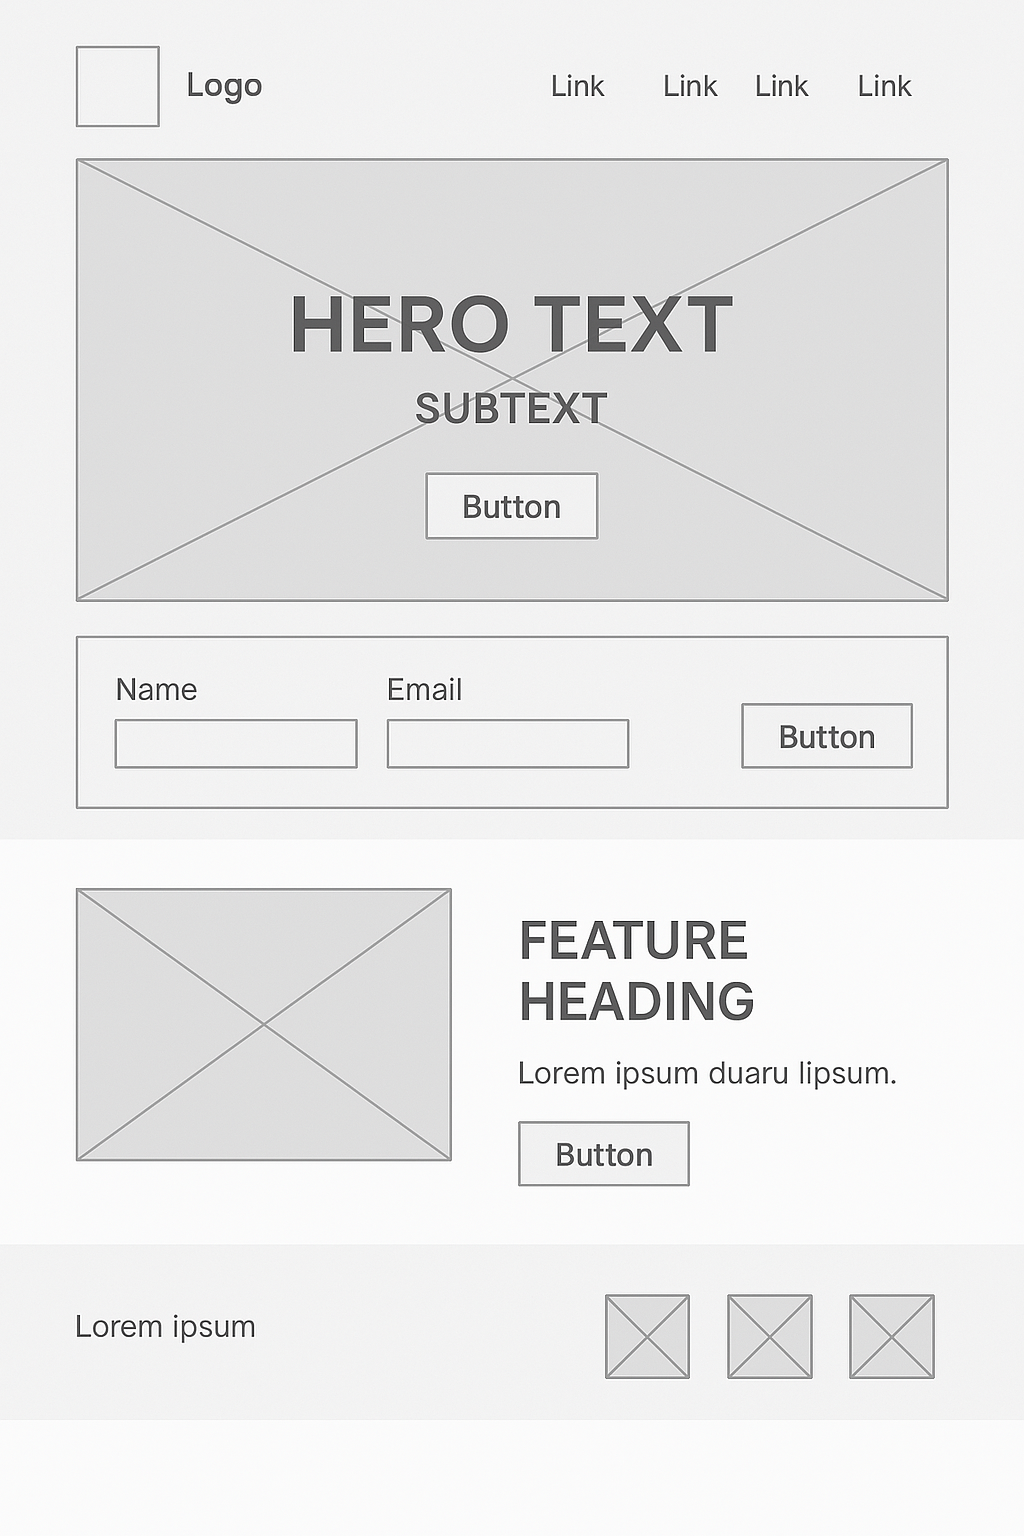 Logo
Link Link Link Link
HERO TEXT
SUBTEXT
Button
Name
Email
Button
FEATURE
HEADING
Lorem ipsum duaru lipsum.
Button
Lorem ipsum